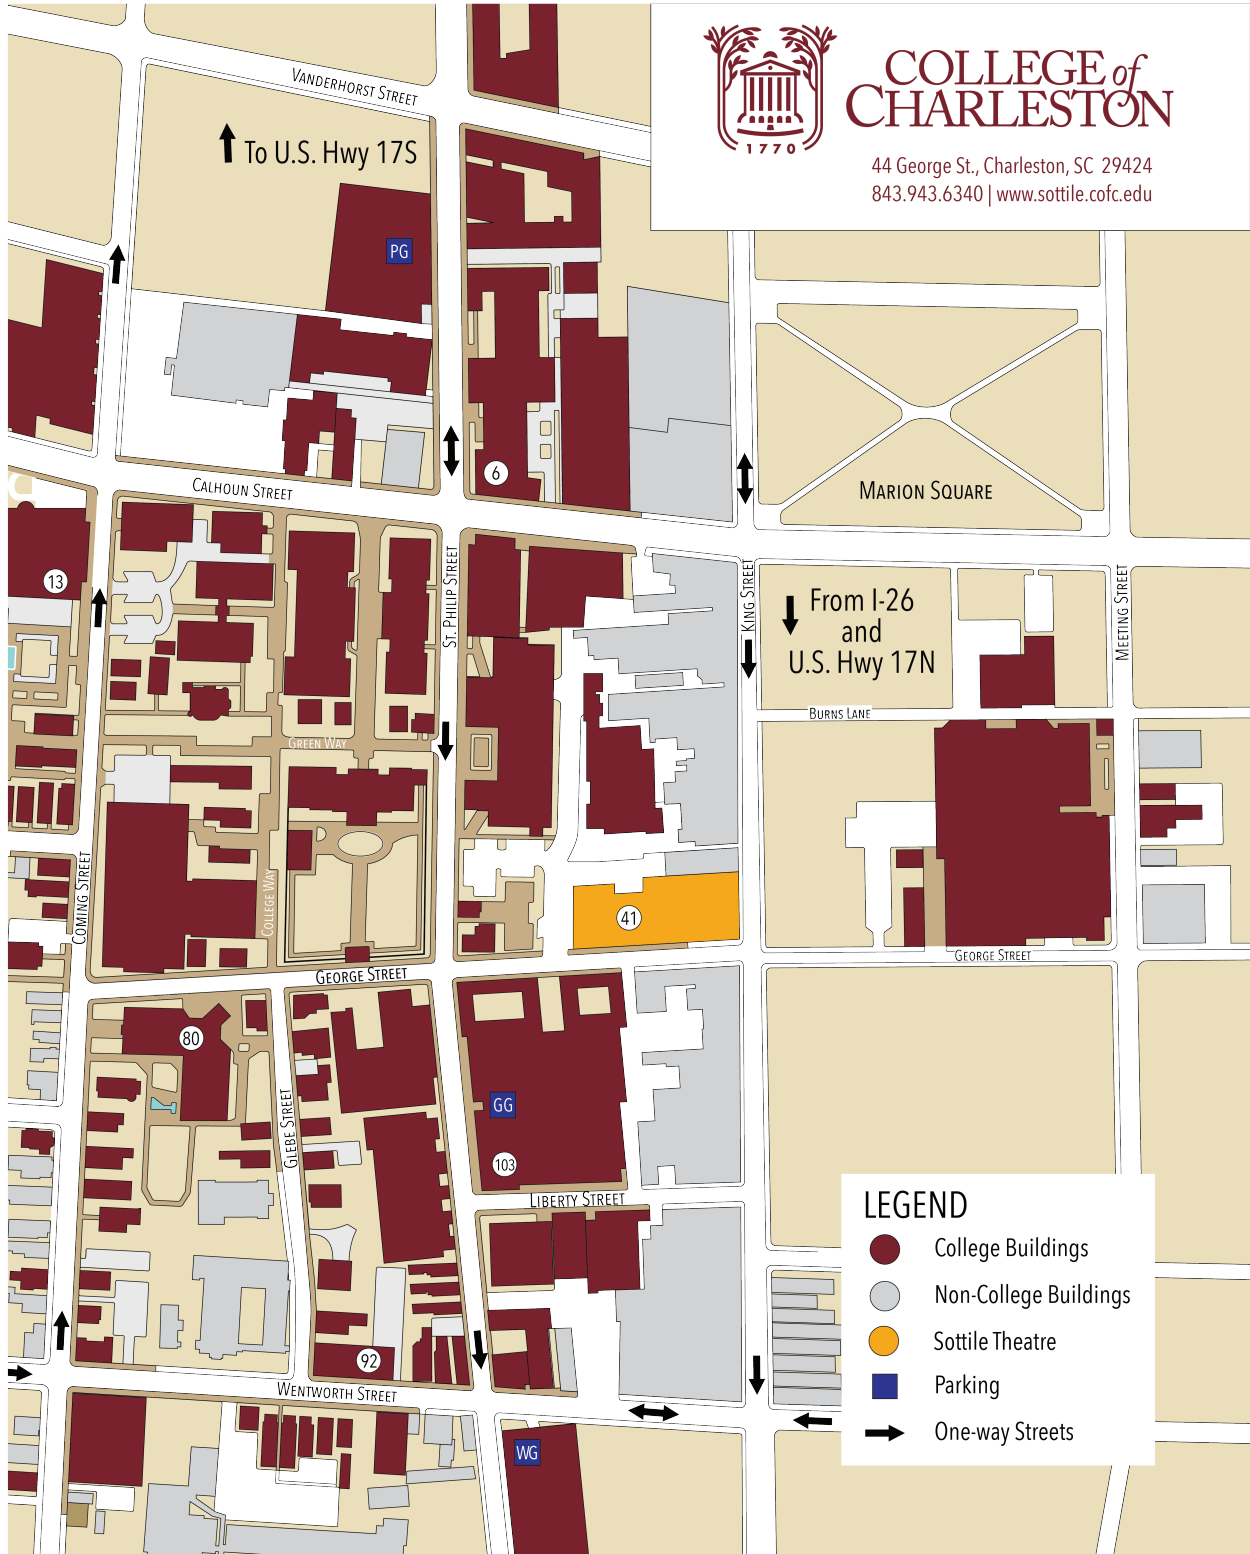 VANDERHORST STREET
COLLEGE of
CHARLESTON
1770
44 George St., Charleston, SC 29424
843.943.6340 | www.sottile.cofc.edu
To U.S. Hwy 17S
PG
6
CALHOUN STREET
MARION SQUARE
13
ST. PHILIP STREET
KING STREET
From I-26
and
U.S. Hwy 17N
MEETING STREET
BURNS LANE
GREEN WAY
COMING STREET
COLLEGE WAY
41
GEORGE STREET
GEORGE STREET
80
GLEBE STREET
GG
103
LIBERTY STREET
LEGEND
College Buildings
Non-College Buildings
Sottile Theatre
Parking
One-way Streets
92
WENTWORTH STREET
WG